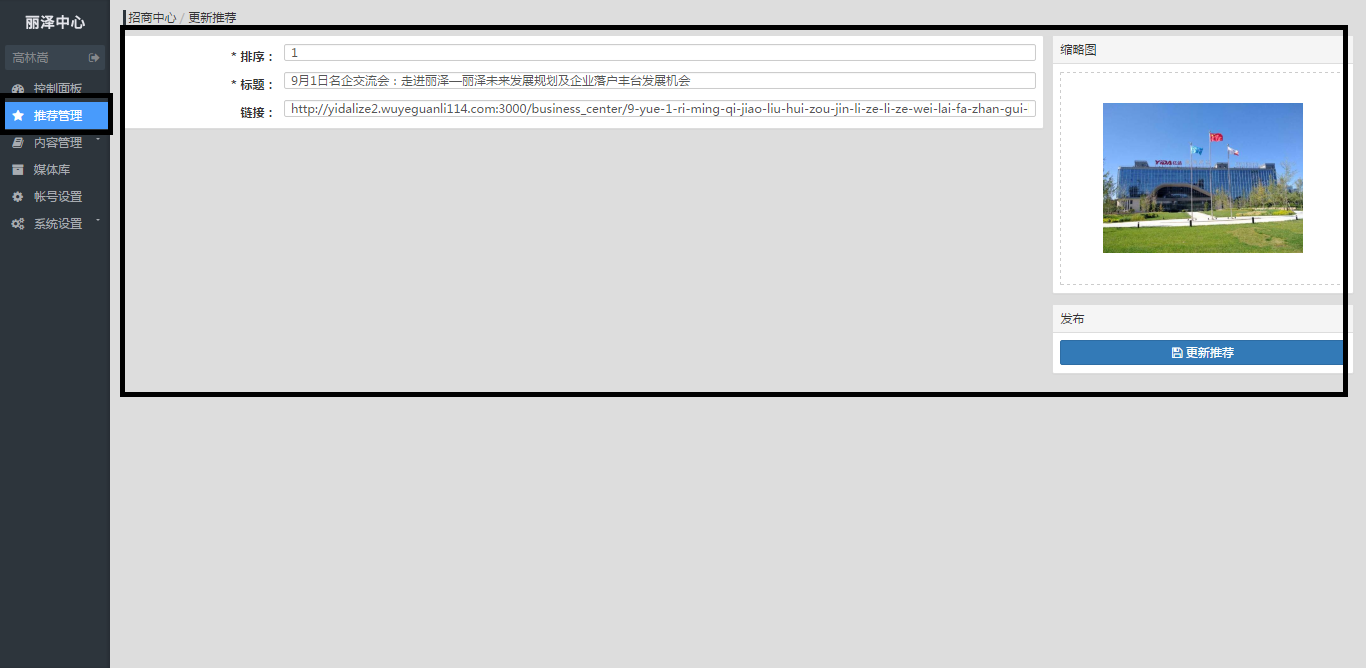 丽泽中心
高林嵩
控制面板
推荐管理
内容管理
媒体库
帐号设置
系统设置
招商中心 / 更新推荐
* 排序：
1
* 标题：
9月1日名企交流会：走进丽泽—丽泽未来发展规划及企业落户丰台发展机会
链接：
http://yidalize2.wuyeguanli114.com:3000/business_center/9-yue-1-ri-ming-qi-jiao-liu-hui-zou-jin-li-ze-li-ze-wei-lai-fa-zhan-gui-
缩略图
发布
更新推荐